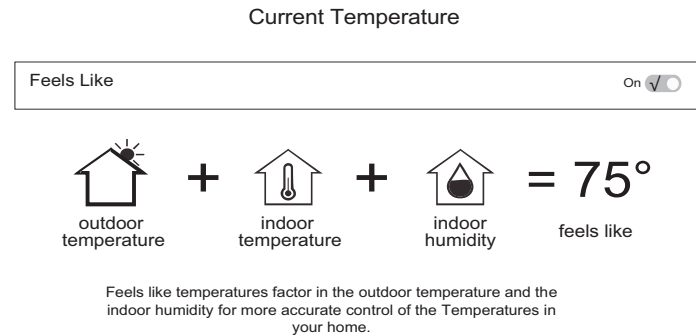 Current Temperature
Feels Like On √
+ + = 75°
outdoor temperature
indoor temperature
indoor humidity
feels like
Feels like temperatures factor in the outdoor temperature and the
indoor humidity for more accurate control of the Temperatures in
your home.